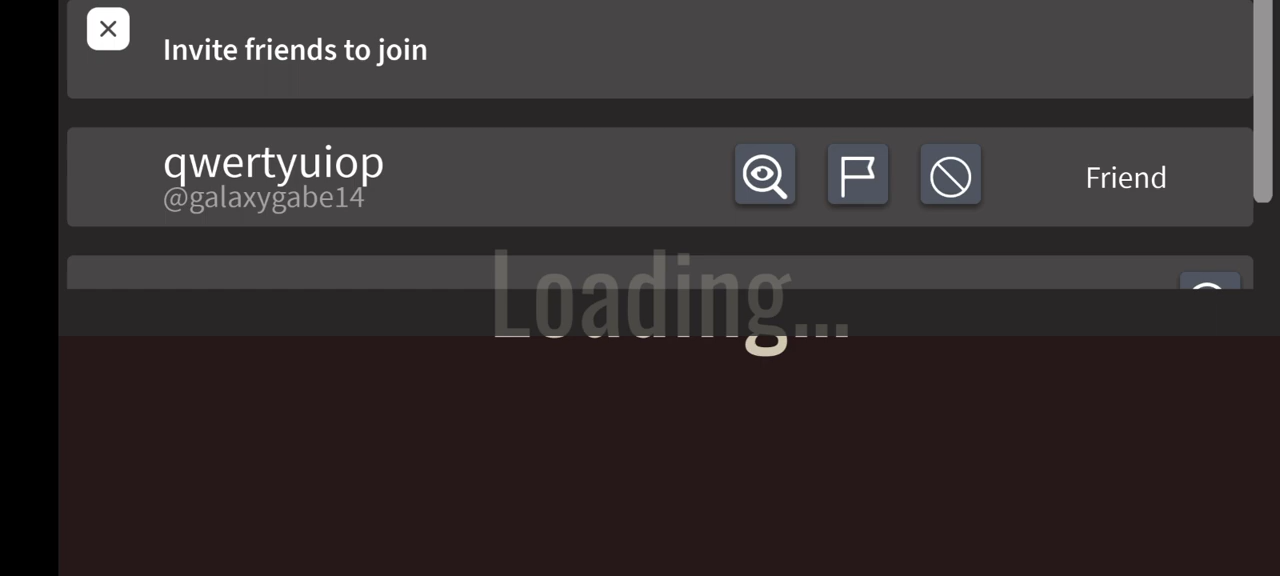 Invite friends to join
qwertyuiop
@galaxygabe14
Friend
Loading...